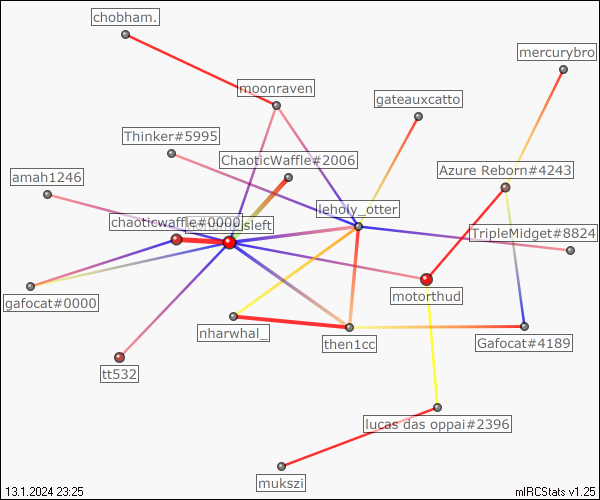 chobham.
mercurybro
moonraven
gateauxcatto
Thinker#5995
ChaoticWaffle#2006
amah1246
Azure Reborn#4243
leholy_otter
chaoticwaffle#0000
sleft
TripleMidget#8824
gafocat#0000
motorthud
nharwhal_
then1cc
Gafocat#4189
tt532
lucas das oppai#2396
mukszi
13.1.2024 23:25
mIRCStats v1.25